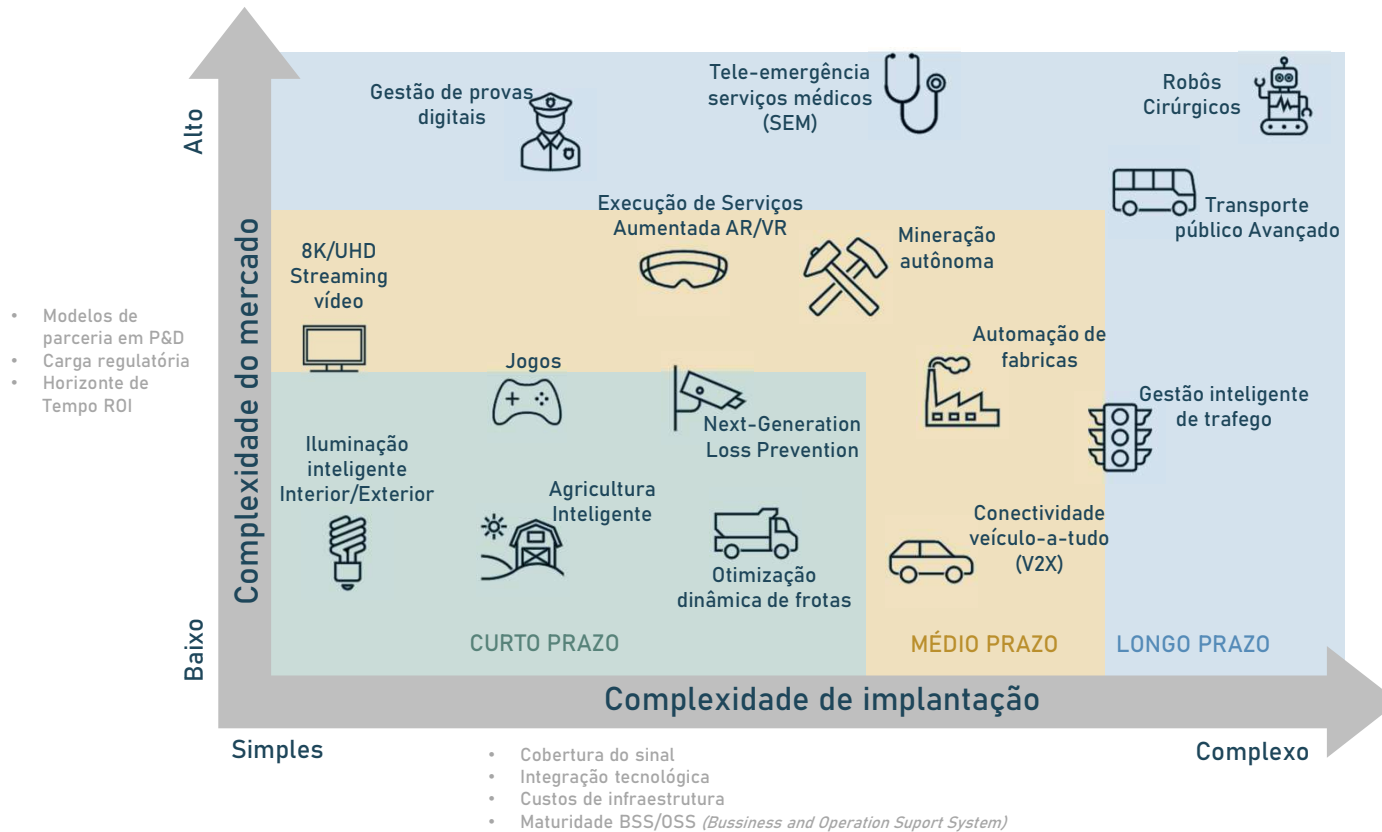 Alto
Complexidade do mercado
Baixo
• Modelos de
parceria em P&D
• Carga regulatória
• Horizonte de
Tempo ROI
Gestão de provas
digitais
Tele-emergência
serviços médicos
(SEM)
Robôs
Cirúrgicos
Execução de Serviços
Aumentada AR/VR
Mineração
autônoma
Transporte
público Avançado
8K/UHD
Streaming
vídeo
Jogos
Automação de
fabricas
Next-Generation
Loss Prevention
Gestão inteligente
de trafego
Iluminação
inteligente
Interior/Exterior
Agricultura
Inteligente
Otimização
dinâmica de frotas
Conectividade
veículo-a-tudo
(V2X)
CURTO PRAZO
MÉDIO PRAZO
LONGO PRAZO
Complexidade de implantação
Simples
Complexo
• Cobertura do sinal
• Integração tecnológica
• Custos de infraestrutura
• Maturidade BSS/OSS (Bussiness and Operation Suport System)